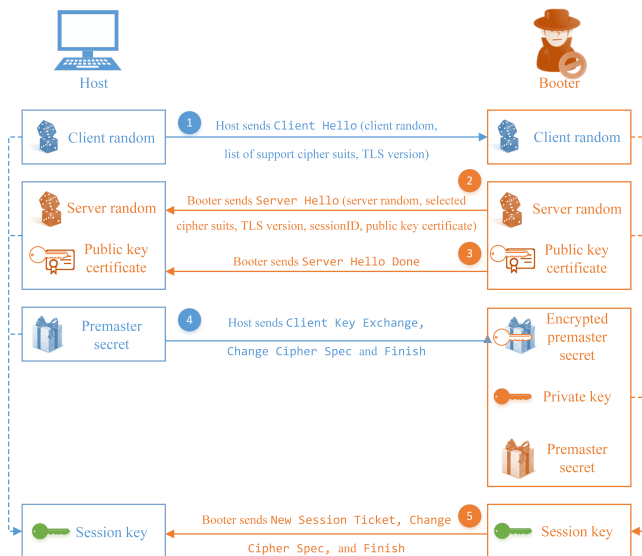 Host
Booter
Client random
1
Host sends Client Hello (client random,
list of support cipher suits, TLS version)
Client random
2
Booter sends Server Hello (server random, selected
cipher suits, TLS version, sessionID, public key certificate)
Server random
Server random
Public key
certificate
3
Booter sends Server Hello Done
Public key
certificate
Premaster
secret
4
Host sends Client Key Exchange,
Change Cipher Spec and Finish
Encrypted
premaster
secret
Private key
Premaster
secret
Session key
5
Booter sends New Session Ticket, Change
Cipher Spec, and Finish
Session key